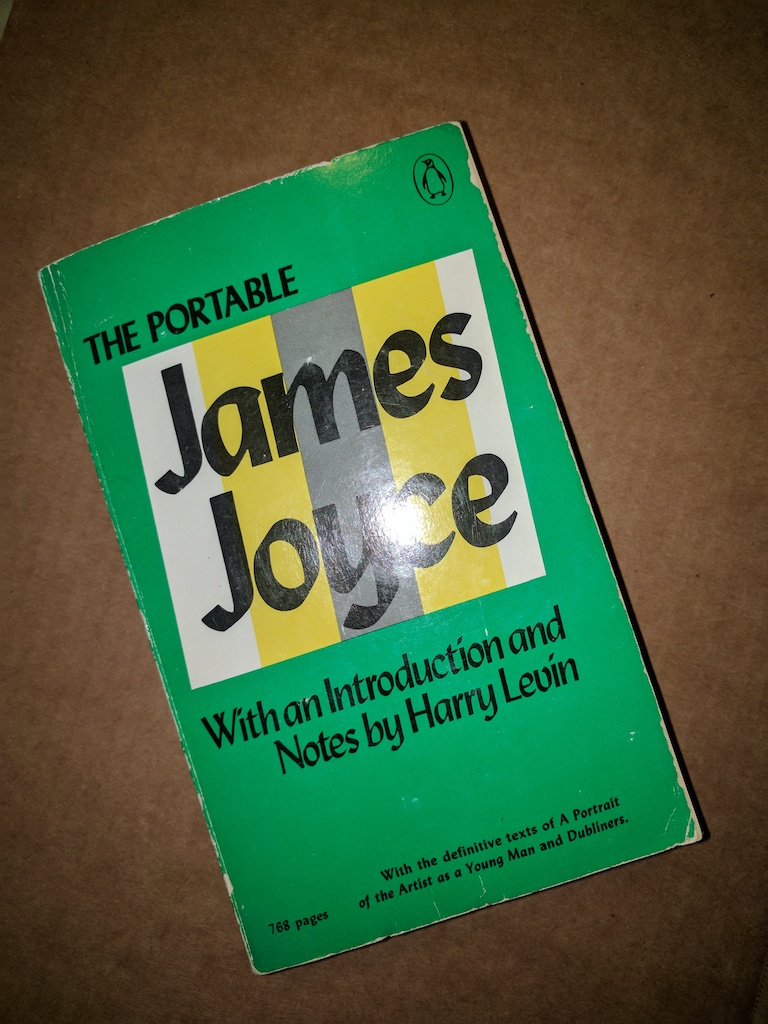 THE PORTABLE
James
Joyce
With an Introduction and
Notes by Harry Levin
With the definitive texts of A Portrait
of the Artist as a Young Man and Dubliners.
768 pages